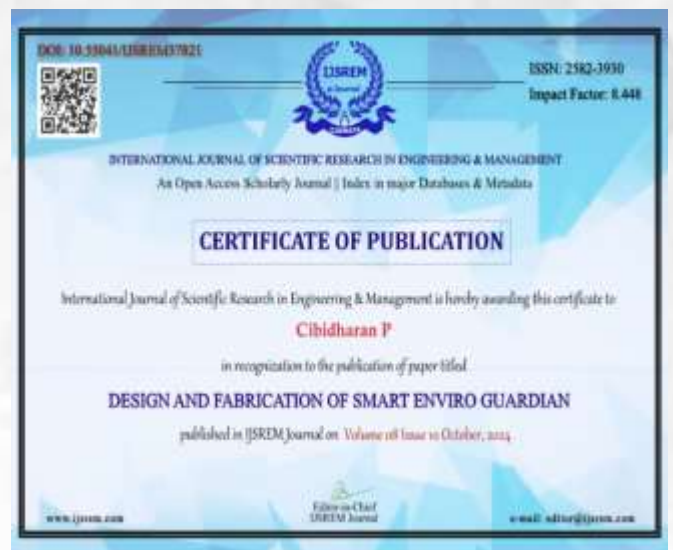 DOI: 10.55041/IJSREM37821
IJSREM
e-Journal
IJSREM
ISSN: 2582-3930
Impact Factor: 8.448
INTERNATIONAL JOURNAL OF SCIENTIFIC RESEARCH IN ENGINEERING & MANAGEMENT
An Open Access Scholarly Journal || Index in major Databases & Metadata
CERTIFICATE OF PUBLICATION
International Journal of Scientific Research in Engineering & Management is hereby awarding this certificate to
Cibidharan P
in recognization to the publication of paper titled
DESIGN AND FABRICATION OF SMART ENVIRO GUARDIAN
published in IJSREM Journal on Volume 08 Issue 10 October, 2024
Editor-in-Chief
IJSREM Journal
www.ijsrem.com
e-mail: editor@ijsrem.com